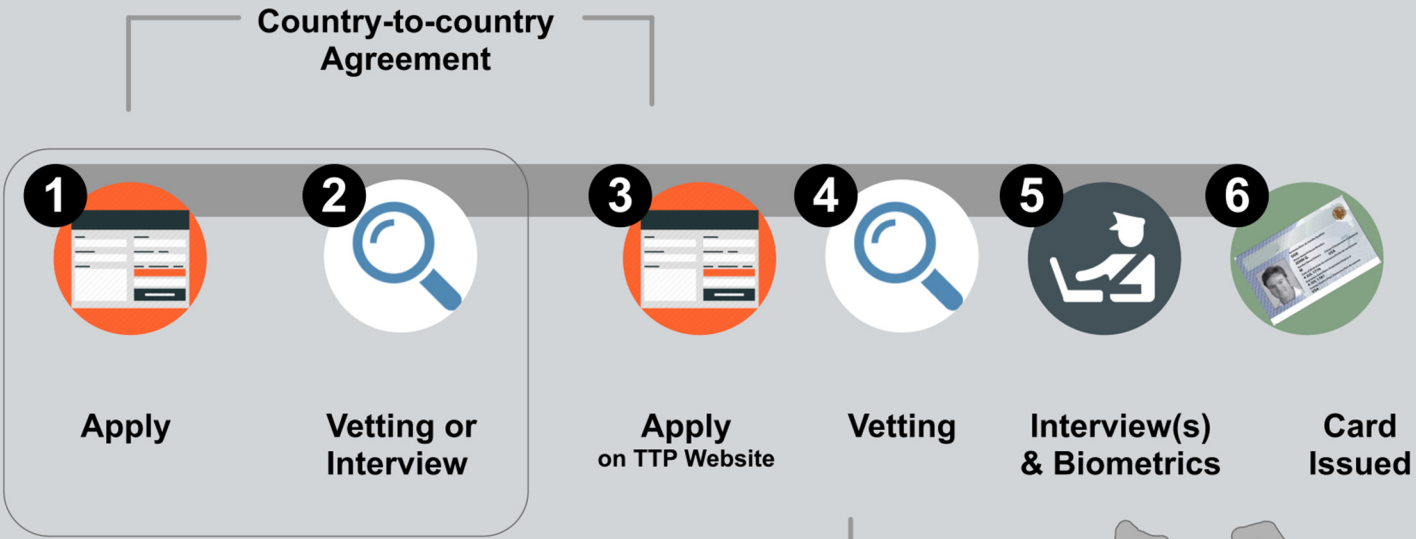 Country-to-country
Agreement
1
2
3
4
5
6
Apply
Vetting or
Interview
Apply
on TTP Website
Vetting
Interview(s)
& Biometrics
Card
Issued